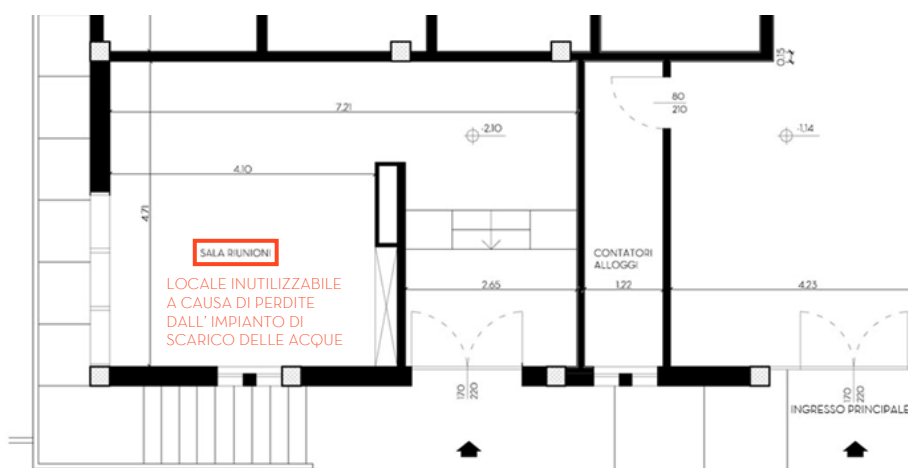 0.15
7.21
80
210
-2.10
-1.14
4.10
4.71
SALA RIUNIONI
LOCALE INUTILIZZABILE
A CAUSA DI PERDITE
DALL' IMPIANTO DI
SCARICO DELLE ACQUE
CONTATORI
ALLOGGI
2.65
1.22
4.23
170
220
170
220
INGRESSO PRINCIPALE